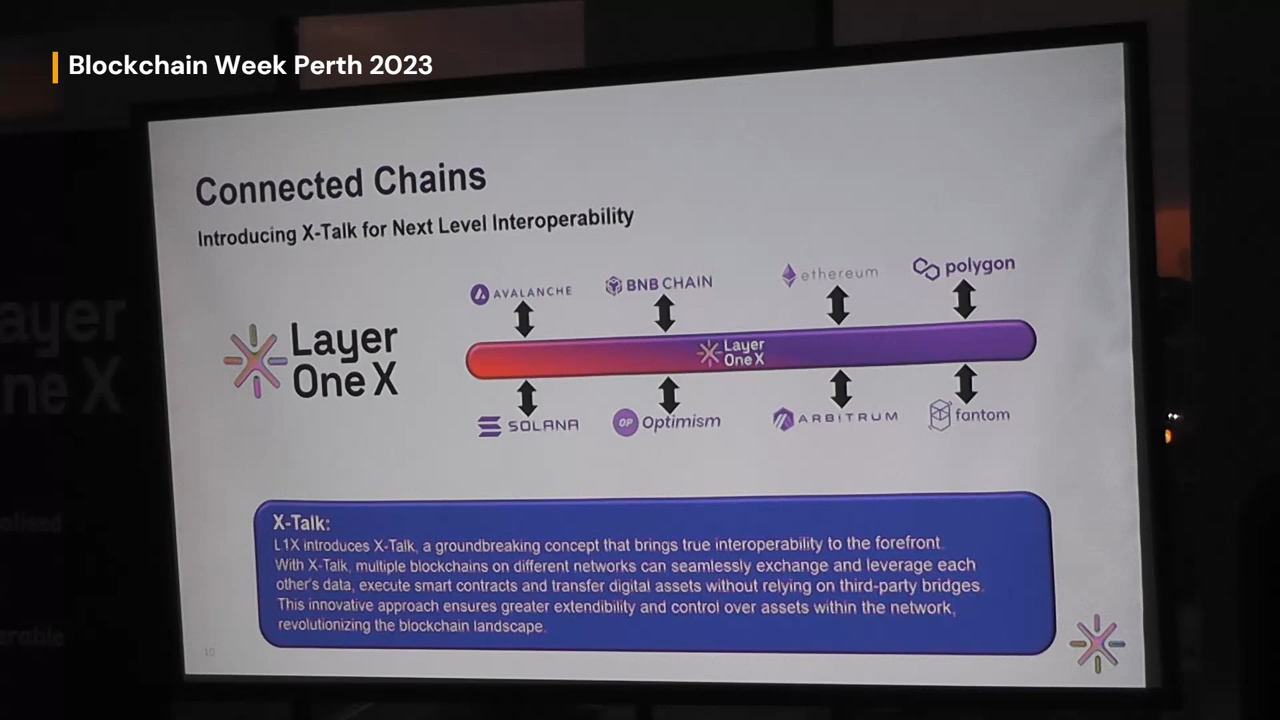 Blockchain Week Perth 2023
Connected Chains
Introducing X-Talk for Next Level Interoperability
AVALANCHE
BNB CHAIN
ethereum
polygon
Layer
One X
Layer
One X
SOLANA
OP Optimism
ARBITRUM
fantom
X-Talk:
L1X introduces X-Talk, a groundbreaking concept that brings true interoperability to the forefront.
With X-Talk, multiple blockchains on different networks can seamlessly exchange and leverage each
other's data, execute smart contracts and transfer digital assets without relying on third-party bridges.
This innovative approach ensures greater extendibility and control over assets within the network,
revolutionizing the blockchain landscape.
ayer
ne X